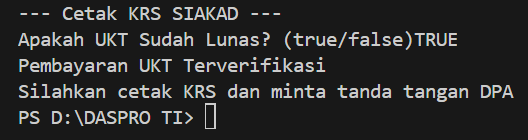 --- Cetak KRS SIAKAD ---
Apakah UKT Sudah Lunas? (true/false)TRUE
Pembayaran UKT Terverifikasi
Silahkan cetak KRS dan minta tanda tangan DPA
PS D:\DASPRO TI>